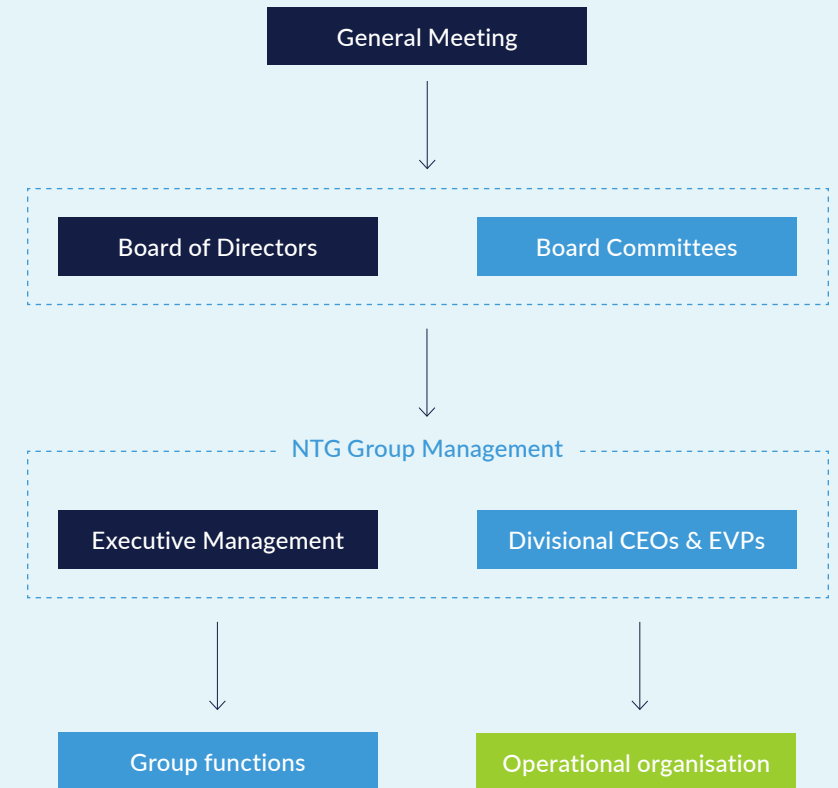 General Meeting
Board of Directors
Board Committees
NTG Group Management
Executive Management
Divisional CEOs & EVPs
Group functions
Operational organisation